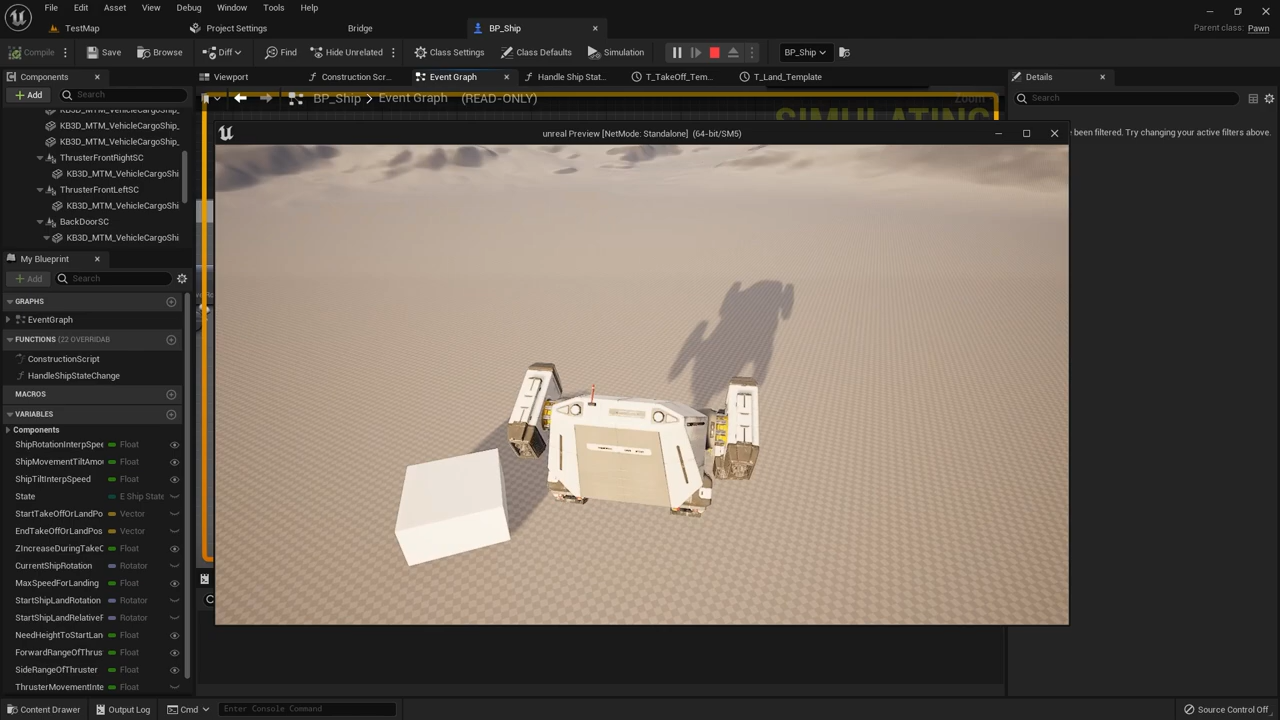 File Edit Asset View Debug Window Tools Help
TestMap Project Settings Bridge BP_Ship Parent class: Pawn
Compile Save Browse Diff Find Hide Unrelated Class Settings Class Defaults Simulation BP_Ship
Components Viewport Construction Scr... Event Graph Handle Ship Stat... T_TakeOff_Tem... T_Land_Template Details
Add Search BP_Ship > Event Graph (READ-ONLY) Zoom Search
SIMULATING
KB3D_MTM_VehicleCargoShip_
KB3D_MTM_VehicleCargoShip_
unreal Preview [NetMode: Standalone] (64-bit/SM5) been filtered. Try changing your active filters above.
KB3D_MTM_VehicleCargoShip_
ThrusterFrontRightSC
KB3D_MTM_VehicleCargoShi
ThrusterFrontLeftSC
KB3D_MTM_VehicleCargoShi
BackDoorSC
KB3D_MTM_VehicleCargoShi
My Blueprint
Add Search
GRAPHS
EventGraph
FUNCTIONS (22 OVERRIDAB
ConstructionScript
HandleShipStateChange
MACROS
VARIABLES
Components
ShipRotationInterpSpee Float
ShipMovementTiltAmou Float
ShipTiltInterpSpeed Float
State E Ship State
StartTakeOffOrLandPo Vector
EndTakeOffOrLandPos Vector
ZIncreaseDuringTakeO Float
CurrentShipRotation Rotator
MaxSpeedForLanding Float
StartShipLandRotation Rotator
StartShipLandRelativeR Rotator
NeedHeightToStartLan Float
ForwardRangeOfThrus Float
SideRangeOfThruster Float
ThrusterMovementInte Float
Content Drawer Output Log Cmd Enter Console Command Source Control Off